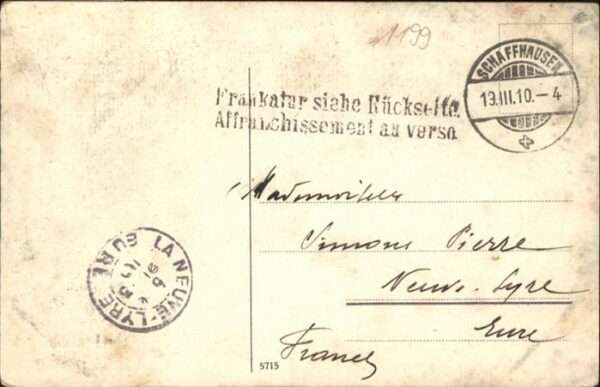 1199
SCHAFFHAUSEN
19.III.10.-4
Frankatur siehe Rückseite.
Affranchissement au verso
Mademoiselle
Simone Pierre
Neuve-Lyre
Eure
France
LA NEUVE-LYRE
EURE
5715